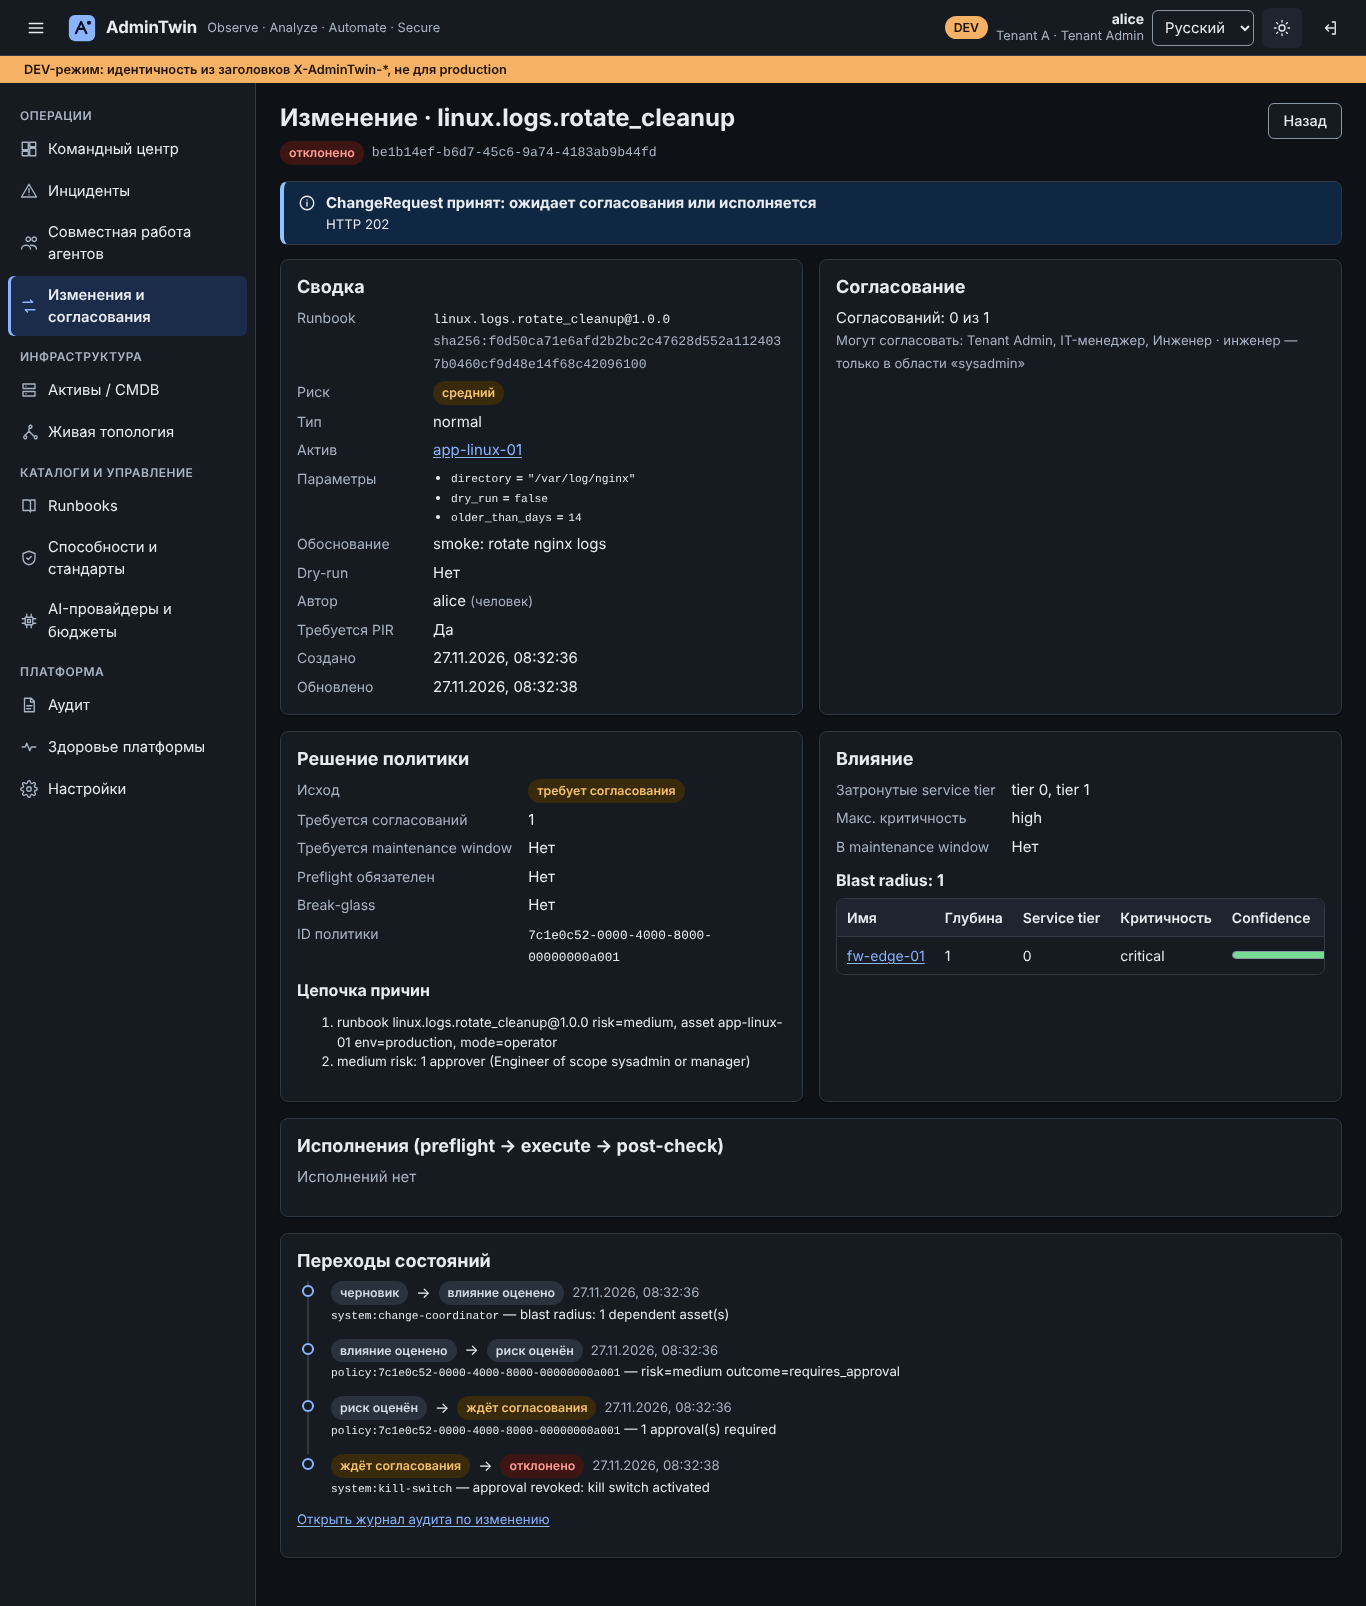 AdminTwin Observe · Analyze · Automate · Secure
DEV
alice
Tenant A · Tenant Admin
Русский
DEV-режим: идентичность из заголовков X-AdminTwin-*, не для production
ОПЕРАЦИИ
Командный центр
Инциденты
Совместная работа
агентов
Изменения и
согласования
ИНФРАСТРУКТУРА
Активы / CMDB
Живая топология
КАТАЛОГИ И УПРАВЛЕНИЕ
Runbooks
Способности и
стандарты
AI-провайдеры и
бюджеты
ПЛАТФОРМА
Аудит
Здоровье платформы
Настройки
Изменение · linux.logs.rotate_cleanup
Назад
отклонено be1b14ef-b6d7-45c6-9a74-4183ab9b44fd
ChangeRequest принят: ожидает согласования или исполняется
HTTP 202
Сводка
Runbook linux.logs.rotate_cleanup@1.0.0
sha256:f0d50ca71e6afd2b2bc2c47628d552a112403
7b0460cf9d48e14f68c42096100
Риск средний
Тип normal
Актив app-linux-01
Параметры • directory = "/var/log/nginx"
• dry_run = false
• older_than_days = 14
Обоснование smoke: rotate nginx logs
Dry-run Нет
Автор alice (человек)
Требуется PIR Да
Создано 27.11.2026, 08:32:36
Обновлено 27.11.2026, 08:32:38
Согласование
Согласований: 0 из 1
Могут согласовать: Tenant Admin, IT-менеджер, Инженер · инженер —
только в области «sysadmin»
Решение политики
Исход требует согласования
Требуется согласований 1
Требуется maintenance window Нет
Preflight обязателен Нет
Break-glass Нет
ID политики 7c1e0c52-0000-4000-8000-
00000000a001
Цепочка причин
1. runbook linux.logs.rotate_cleanup@1.0.0 risk=medium, asset app-linux-
01 env=production, mode=operator
2. medium risk: 1 approver (Engineer of scope sysadmin or manager)
Влияние
Затронутые service tier tier 0, tier 1
Макс. критичность high
В maintenance window Нет
Blast radius: 1
Имя Глубина Service tier Критичность Confidence
fw-edge-01 1 0 critical
Исполнения (preflight → execute → post-check)
Исполнений нет
Переходы состояний
черновик → влияние оценено 27.11.2026, 08:32:36
system:change-coordinator — blast radius: 1 dependent asset(s)
влияние оценено → риск оценён 27.11.2026, 08:32:36
policy:7c1e0c52-0000-4000-8000-00000000a001 — risk=medium outcome=requires_approval
риск оценён → ждёт согласования 27.11.2026, 08:32:36
policy:7c1e0c52-0000-4000-8000-00000000a001 — 1 approval(s) required
ждёт согласования → отклонено 27.11.2026, 08:32:38
system:kill-switch — approval revoked: kill switch activated
Открыть журнал аудита по изменению